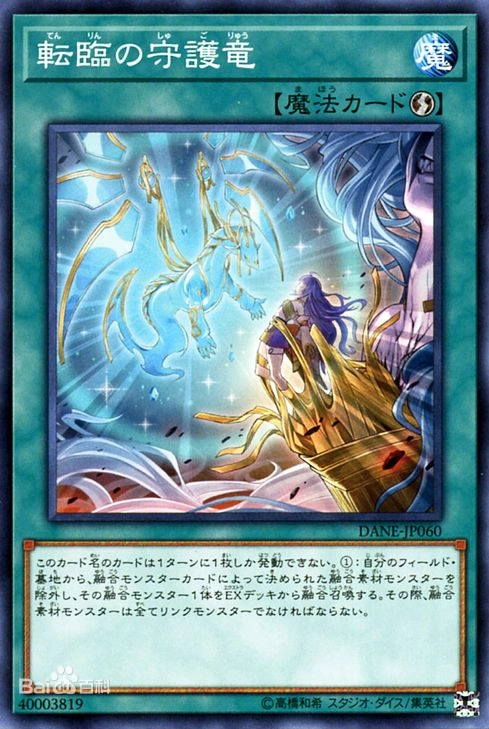 転臨の守護竜
魔
【魔法カード】
DANE-JP060
このカード名のカードは1ターンに1枚しか発動できない。①:自分のフィールド・
墓地から、融合モンスターカードによって決められた融合素材モンスターを
除外し、その融合モンスター1体をEXデッキから融合召喚する。その際、融合
素材モンスターは全てリンクモンスターでなければならない。
Baidu百科
40003819
©高橋和希 スタジオ・ダイス/集英社